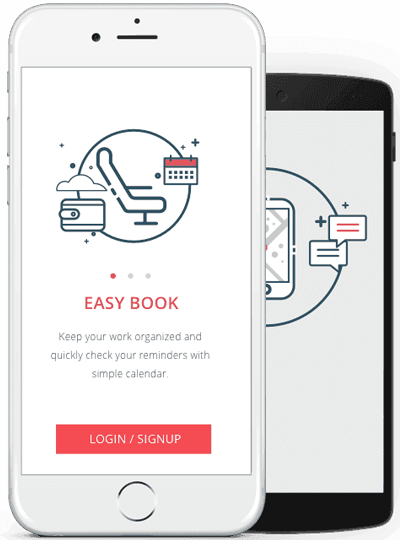 EASY BOOK
Keep your work organized and
quickly check your reminders with
simple calendar.
LOGIN / SIGNUP